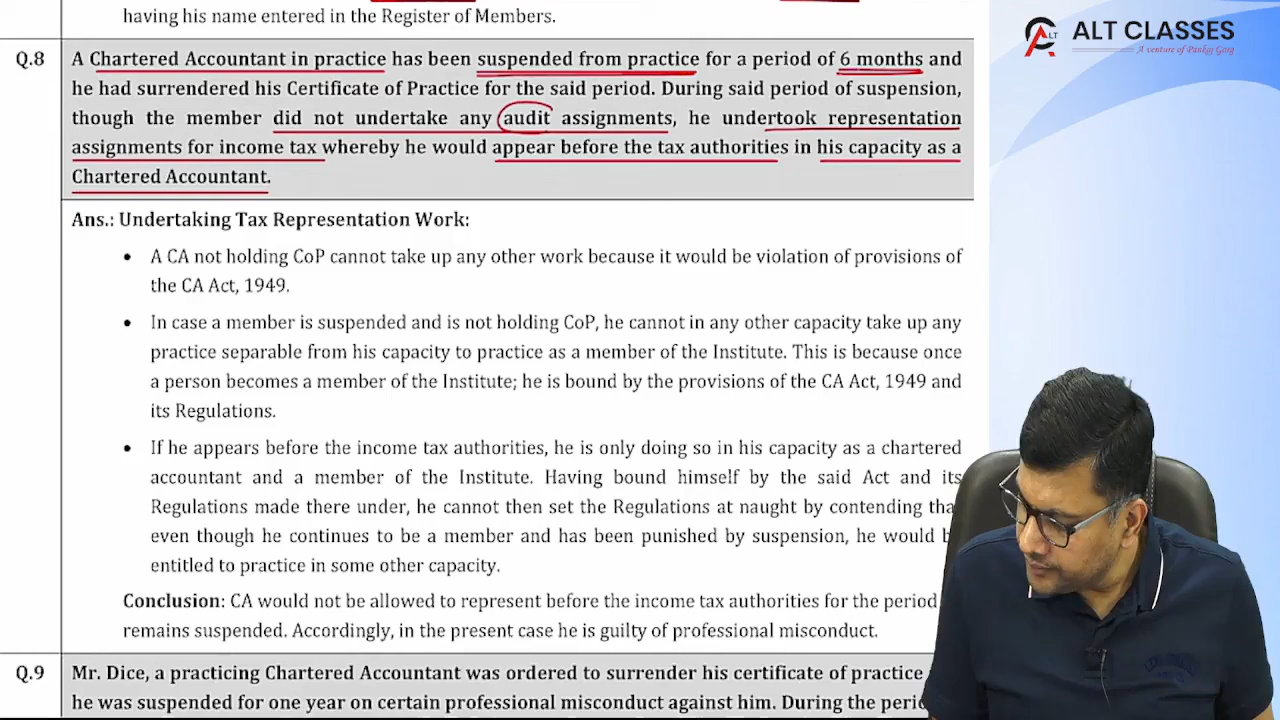 having his name entered in the Register of Members.
ALT CLASSES
A venture of Pankaj Garg
ALT
Q.8
A Chartered Accountant in practice has been suspended from practice for a period of 6 months and
he had surrendered his Certificate of Practice for the said period. During said period of suspension,
though the member did not undertake any audit assignments, he undertook representation
assignments for income tax whereby he would appear before the tax authorities in his capacity as a
Chartered Accountant.
Ans.: Undertaking Tax Representation Work:
• A CA not holding CoP cannot take up any other work because it would be violation of provisions of
the CA Act, 1949.
• In case a member is suspended and is not holding CoP, he cannot in any other capacity take up any
practice separable from his capacity to practice as a member of the Institute. This is because once
a person becomes a member of the Institute; he is bound by the provisions of the CA Act, 1949 and
its Regulations.
• If he appears before the income tax authorities, he is only doing so in his capacity as a chartered
accountant and a member of the Institute. Having bound himself by the said Act and its
Regulations made there under, he cannot then set the Regulations at naught by contending tha
even though he continues to be a member and has been punished by suspension, he would b
entitled to practice in some other capacity.
Conclusion: CA would not be allowed to represent before the income tax authorities for the period
remains suspended. Accordingly, in the present case he is guilty of professional misconduct.
Q.9
Mr. Dice, a practicing Chartered Accountant was ordered to surrender his certificate of practice
he was suspended for one year on certain professional misconduct against him. During the peri